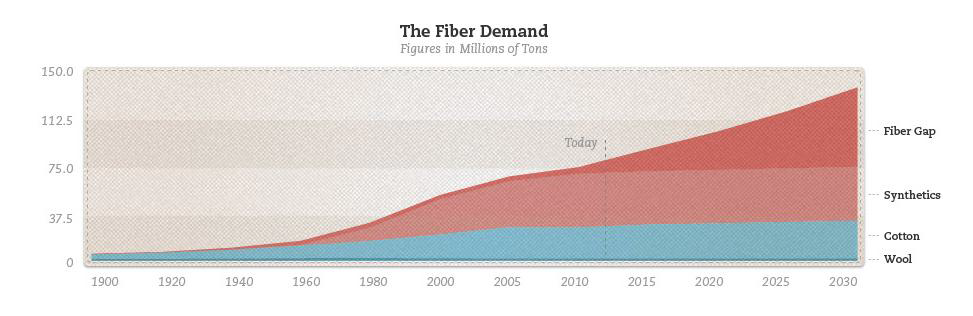 The Fiber Demand
Figures in Millions of Tons
150.0
112.5
75.0
37.5
0
Today
Fiber Gap
Synthetics
Cotton
Wool
1900 1920 1940 1960 1980 2000 2005 2010 2015 2020 2025 2030